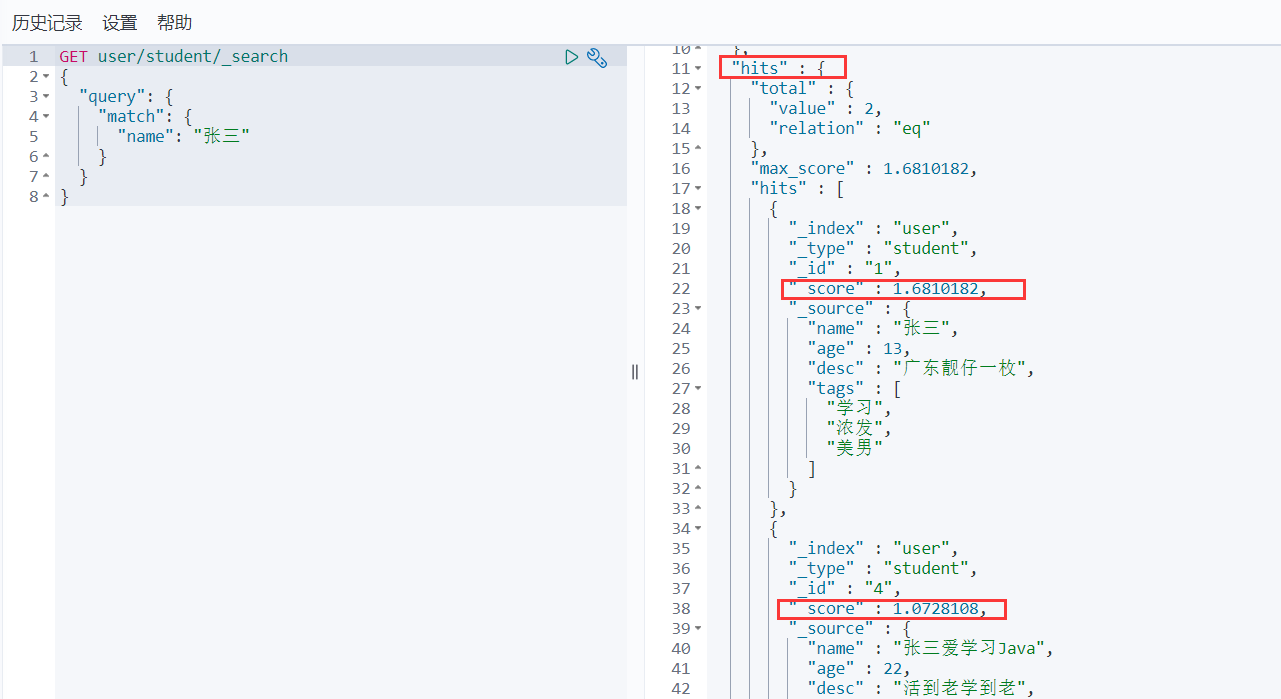 历史记录 设置 帮助
1 GET user/student/_search
2 {
3 "query": {
4 "match": {
5 "name": "张三"
6 }
7 }
8 }
10 },
11 "hits" : {
12 "total" : {
13 "value" : 2,
14 "relation" : "eq"
15 },
16 "max_score" : 1.6810182,
17 "hits" : [
18 {
19 "_index" : "user",
20 "_type" : "student",
21 "_id" : "1",
22 "_score" : 1.6810182,
23 "_source" : {
24 "name" : "张三",
25 "age" : 13,
26 "desc" : "广东靓仔一枚",
27 "tags" : [
28 "学习",
29 "浓发",
30 "美男"
31 ]
32 }
33 },
34 {
35 "_index" : "user",
36 "_type" : "student",
37 "_id" : "4",
38 "_score" : 1.0728108,
39 "_source" : {
40 "name" : "张三爱学习Java",
41 "age" : 22,
42 "desc" : "活到老学到老",